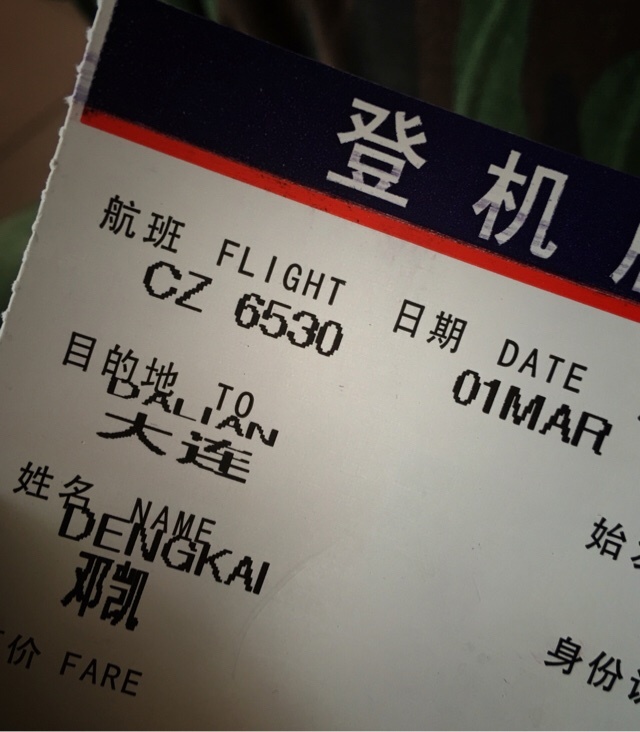 登机
航班 FLIGHT 日期 DATE
CZ 6530 01MAR
目的地 TO
DALIAN
大连
姓名 NAME 始
DENGKAI
邓凯
价 FARE 身份